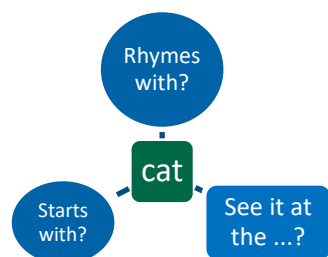 Rhymes
with?
cat
Starts
with?
See it at
the ...?